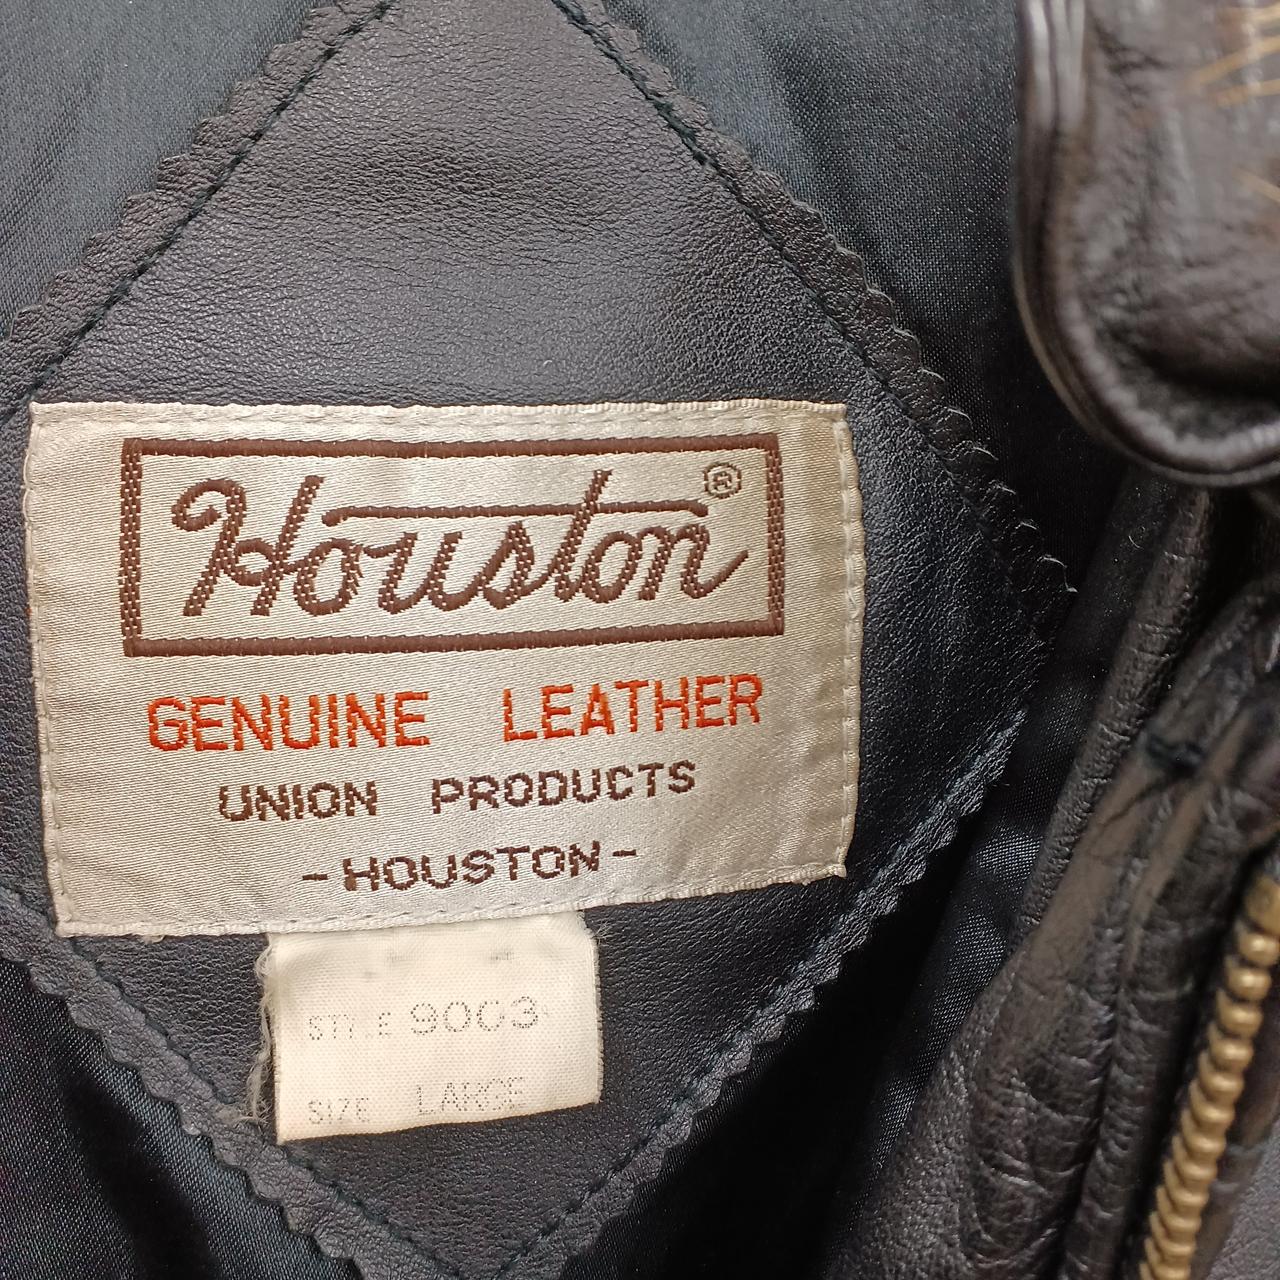 Houston®
GENUINE LEATHER
UNION PRODUCTS
-HOUSTON-
STYLE 9003
SIZE LARGE